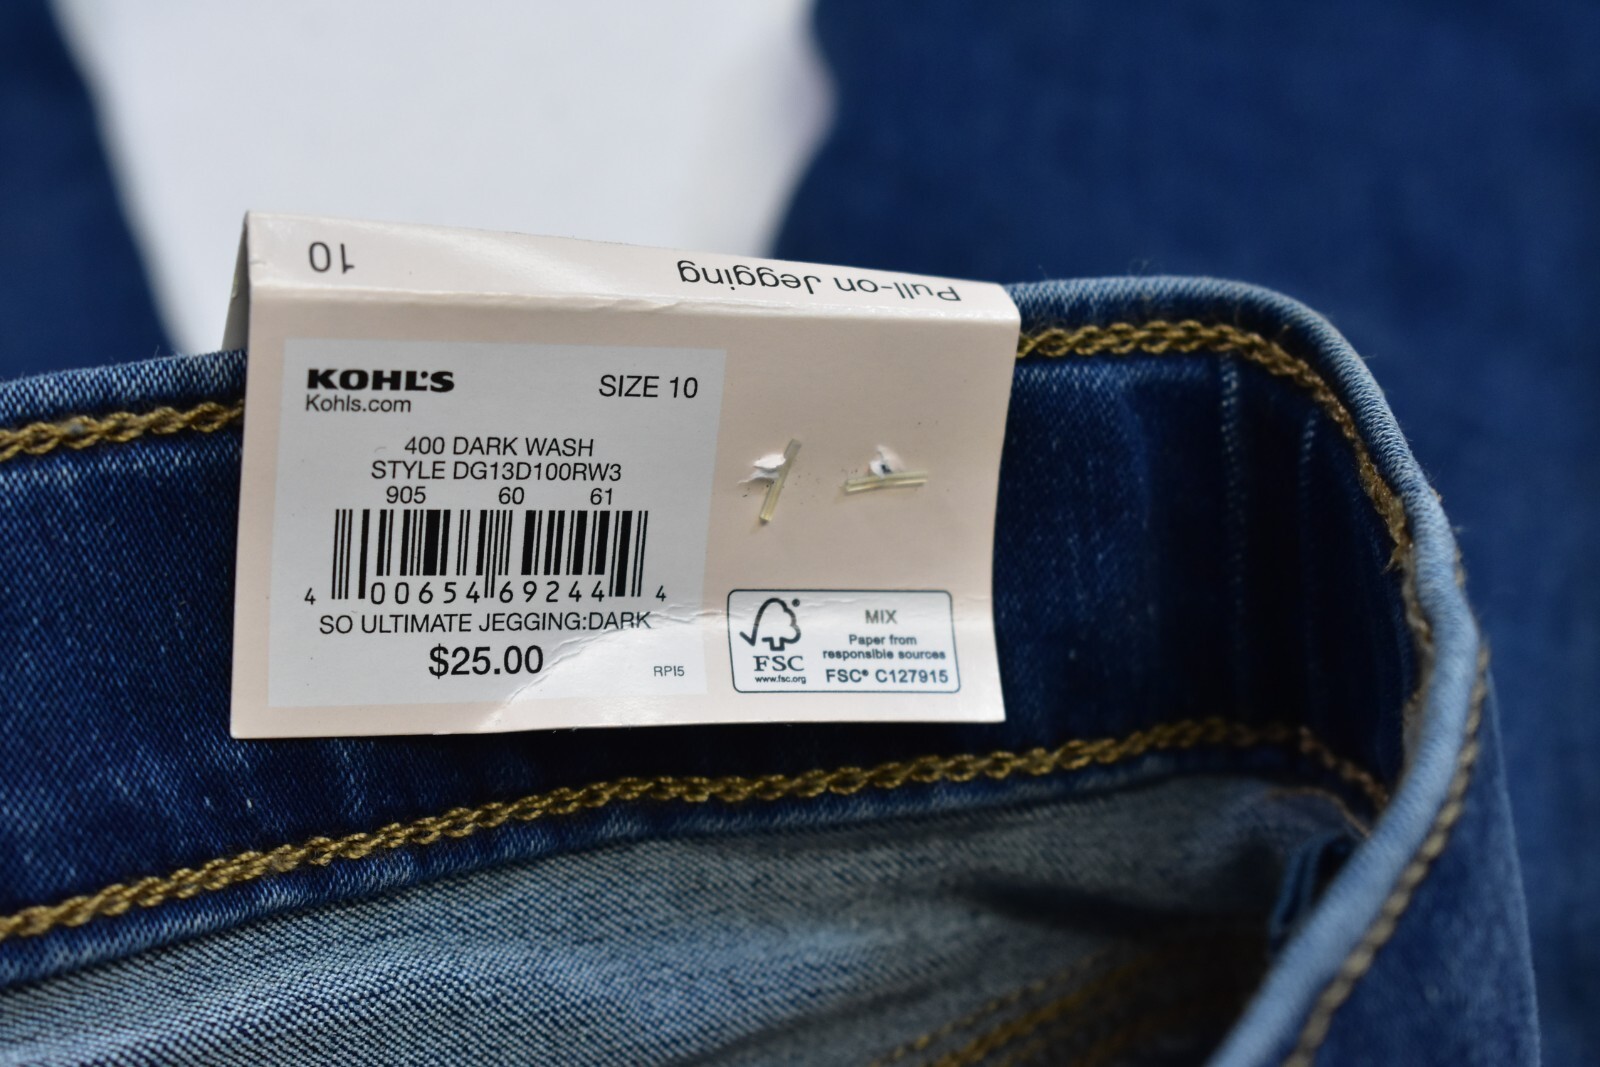 10 Pull-on Jegging
KOHL'S
Kohls.com
SIZE 10
400 DARK WASH
STYLE DG13D100RW3
905 60 61
4 00654 69244 4
SO ULTIMATE JEGGING:DARK
$25.00
RPI5
FSC
www.fsc.org
MIX
Paper from
responsible sources
FSC® C127915